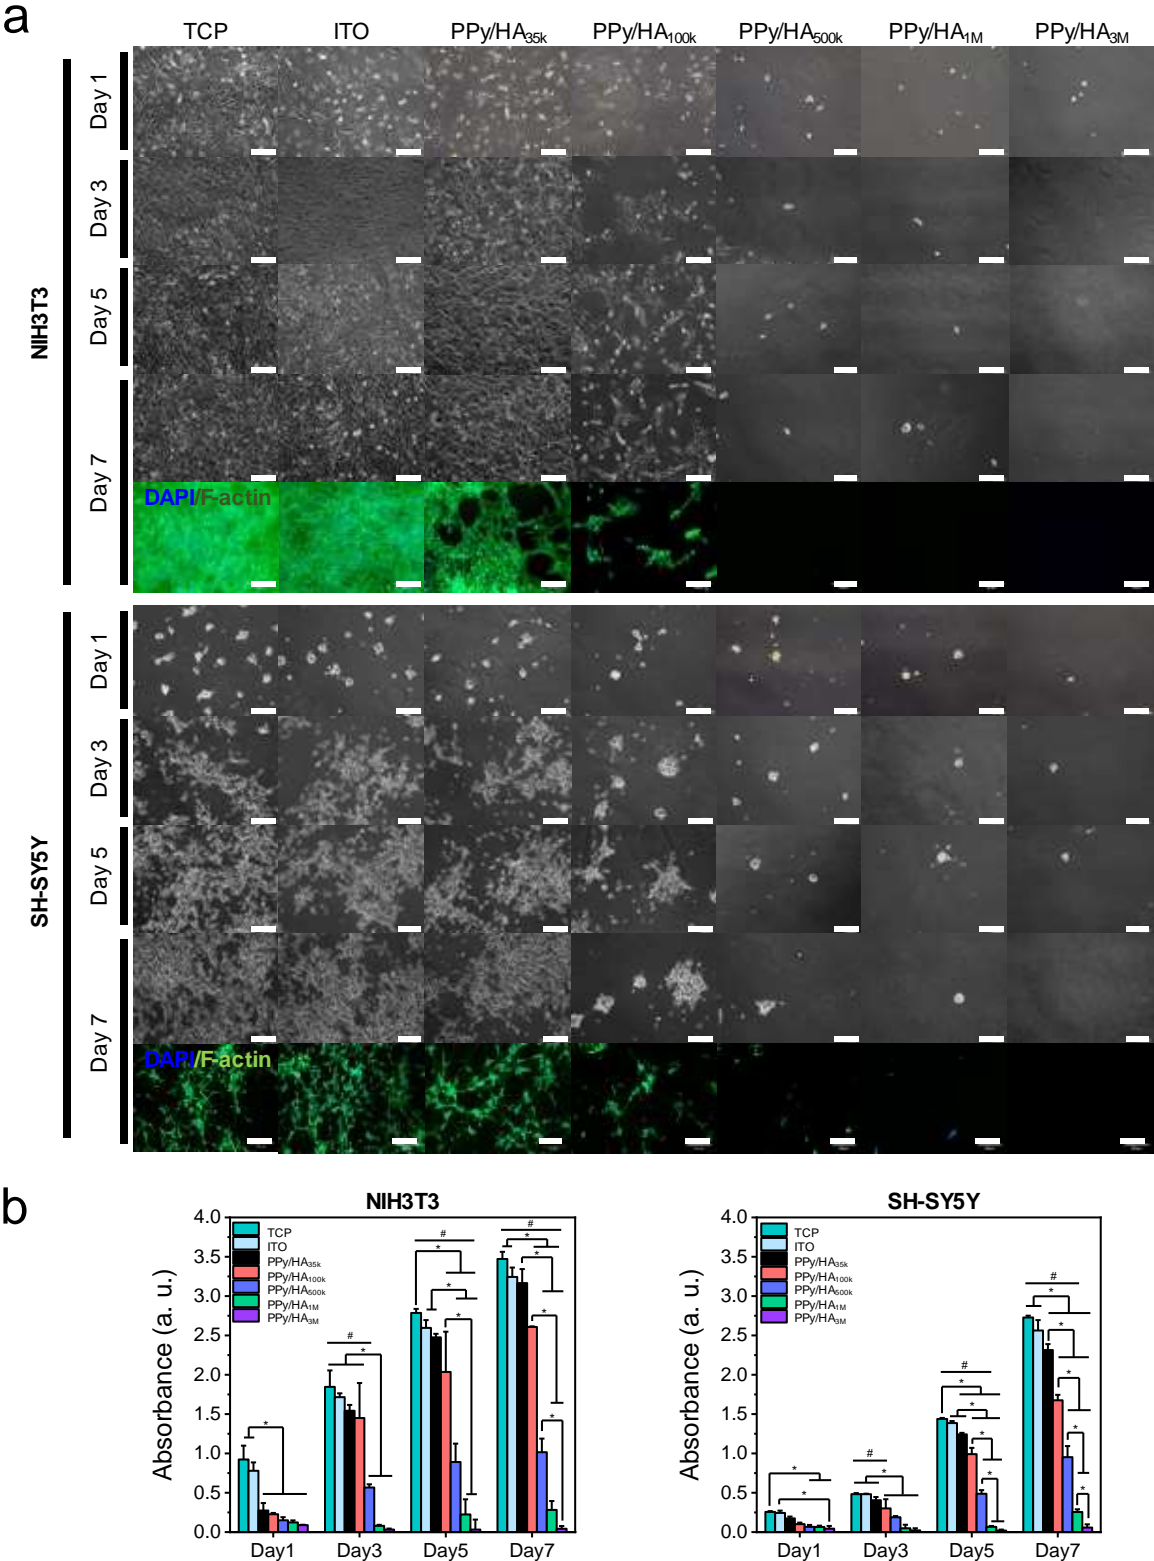 a
TCP ITO PPy/HA35k PPy/HA100k PPy/HA500k PPy/HA1M PPy/HA3M
NIH3T3
Day 1
Day 3
Day 5
Day 7
DAPI/F-actin
SH-SY5Y
Day 1
Day 3
Day 5
Day 7
DAPI/F-actin
b
NIH3T3
Absorbance (a. u.)
4.0
3.5
3.0
2.5
2.0
1.5
1.0
0.5
0.0
TCP
ITO
PPy/HA35k
PPy/HA100k
PPy/HA500k
PPy/HA1M
PPy/HA3M
*
# *
# * * *
# * * * *
Day1 Day3 Day5 Day7
SH-SY5Y
Absorbance (a. u.)
4.0
3.5
3.0
2.5
2.0
1.5
1.0
0.5
0.0
TCP
ITO
PPy/HA35k
PPy/HA100k
PPy/HA500k
PPy/HA1M
PPy/HA3M
* *
# *
# * * * *
# * * * * *
Day1 Day3 Day5 Day7